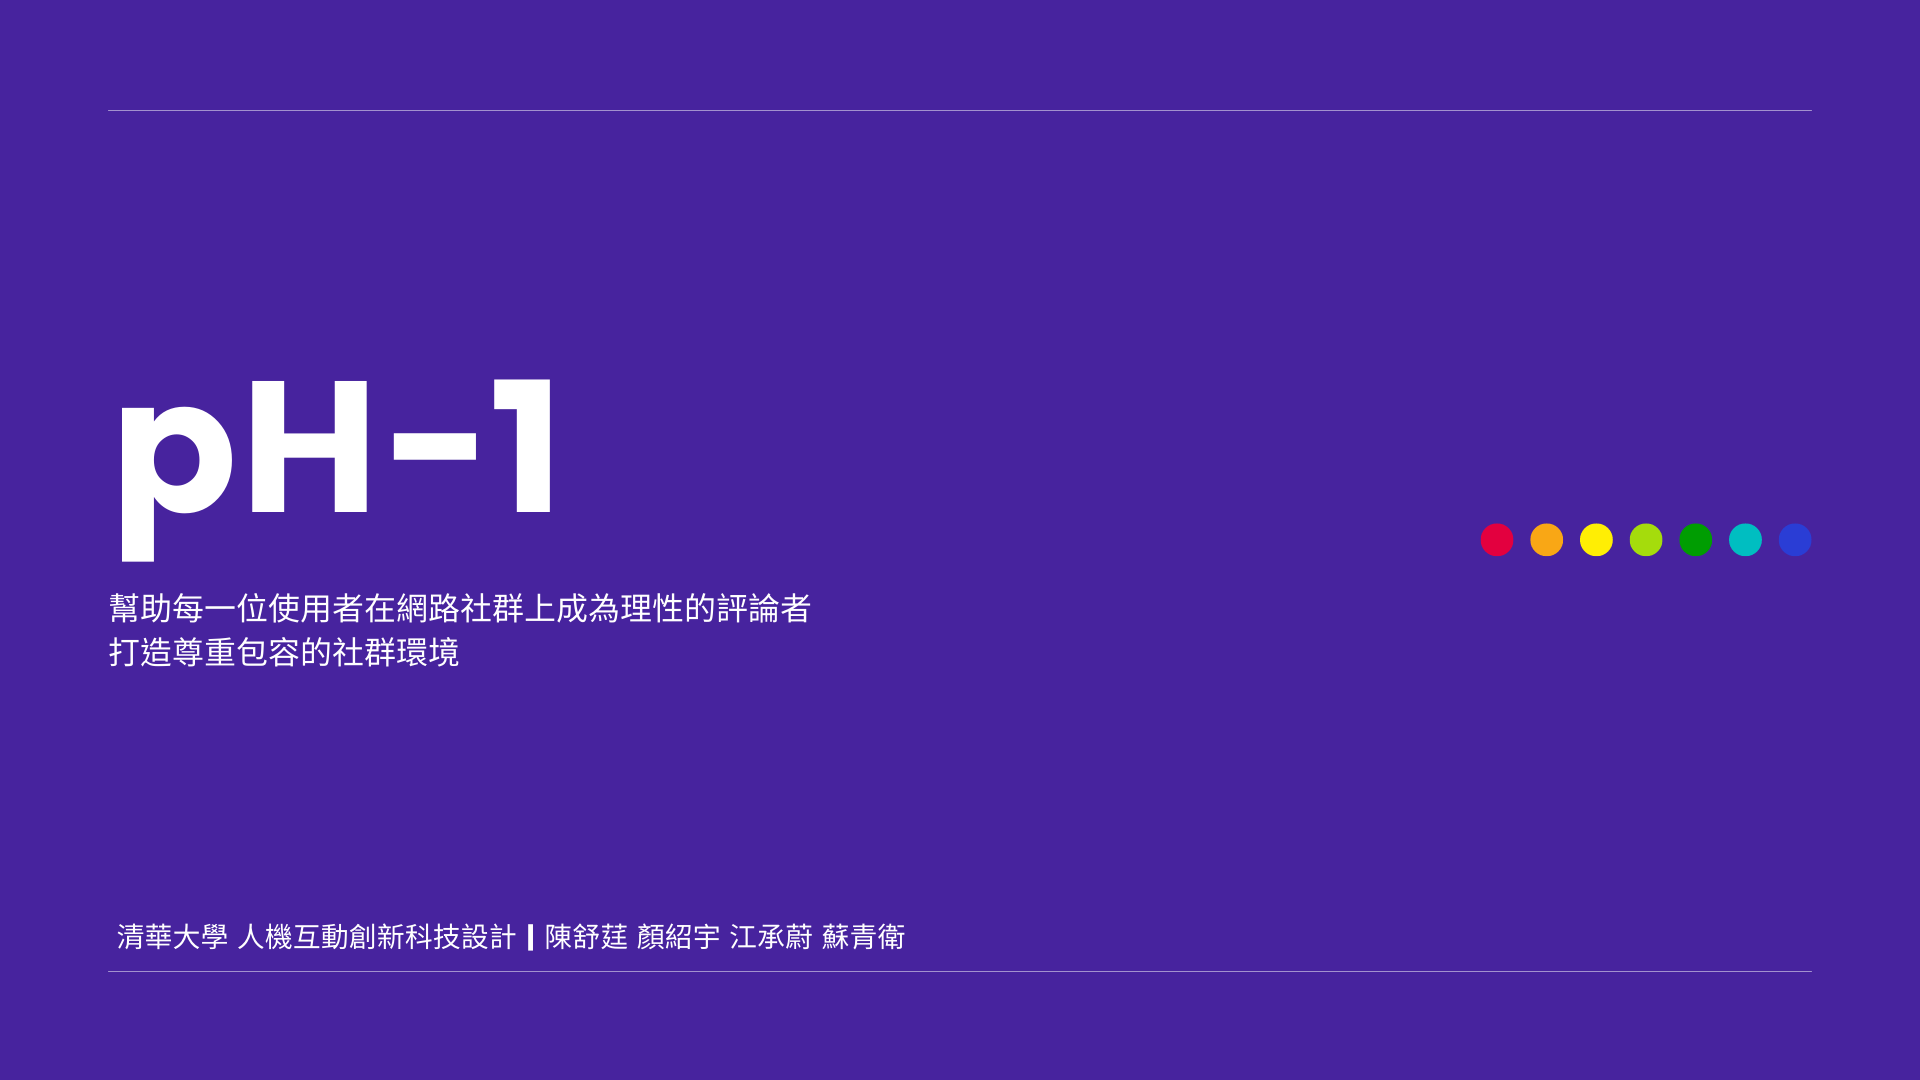 pH-1
幫助每一位使用者在網路社群上成為理性的評論者
打造尊重包容的社群環境
清華大學 人機互動創新科技設計 | 陳舒莛 顏紹宇 江承蔚 蘇青衛